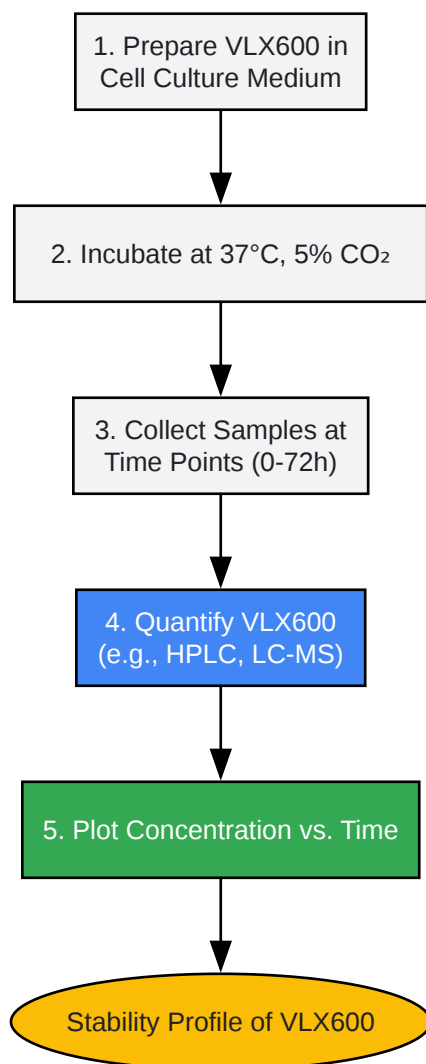 1. Prepare VLX600 in
Cell Culture Medium
2. Incubate at 37°C, 5% CO₂
3. Collect Samples at
Time Points (0-72h)
4. Quantify VLX600
(e.g., HPLC, LC-MS)
5. Plot Concentration vs. Time
Stability Profile of VLX600